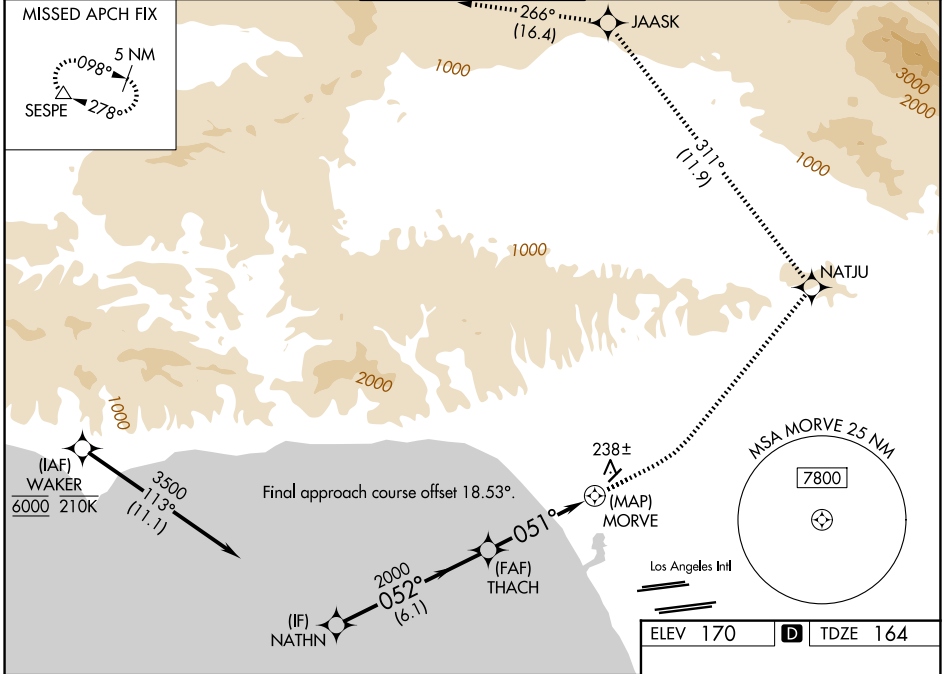 MISSED APCH FIX
5 NM
098°
278°
SESPE
266°
(16.4)
JAASK
1000
3000
2000
311°
(11.9)
1000
1000
NATJU
2000
1000
(IAF)
WAKER
6000 210K
3500
113°
(11.1)
Final approach course offset 18.53°.
238±
(MAP)
MORVE
051°
(FAF)
THACH
2000
052°
(6.1)
(IF)
NATHN
MSA MORVE 25 NM
7800
Los Angeles Intl
ELEV 170 D TDZE 164